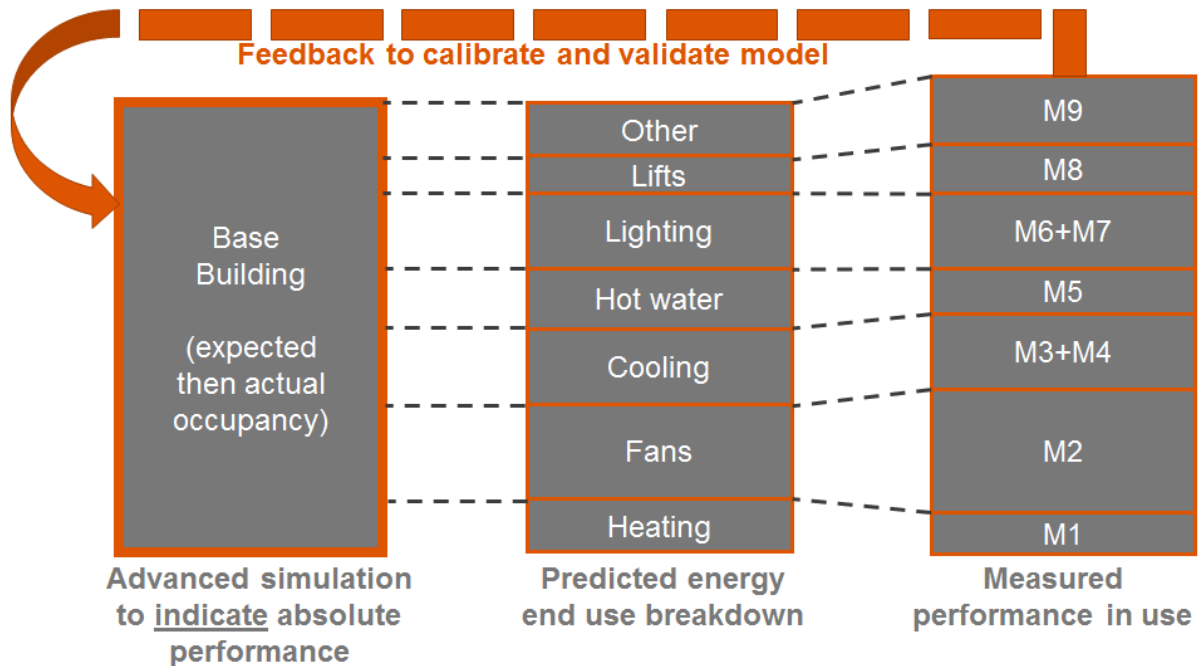 Feedback to calibrate and validate model
Base
Building
(expected
then actual
occupancy)
Other
Lifts
Lighting
Hot water
Cooling
Fans
Heating
M9
M8
M6+M7
M5
M3+M4
M2
M1
Advanced simulation
to indicate absolute
performance
Predicted energy
end use breakdown
Measured
performance in use